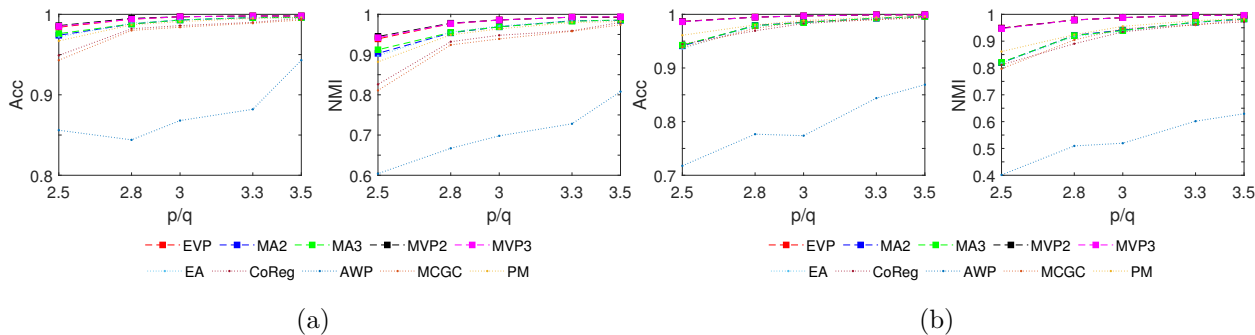 1
0.9
0.8
Acc
2.5 2.8 3 3.3 3.5
p/q
1
0.9
0.8
0.7
0.6
NMI
2.5 2.8 3 3.3 3.5
p/q
EVP MA2 MA3 MVP2 MVP3
EA CoReg AWP MCGC PM
(a)
1
0.9
0.8
0.7
Acc
2.5 2.8 3 3.3 3.5
p/q
1
0.9
0.8
0.7
0.6
0.5
0.4
NMI
2.5 2.8 3 3.3 3.5
p/q
EVP MA2 MA3 MVP2 MVP3
EA CoReg AWP MCGC PM
(b)